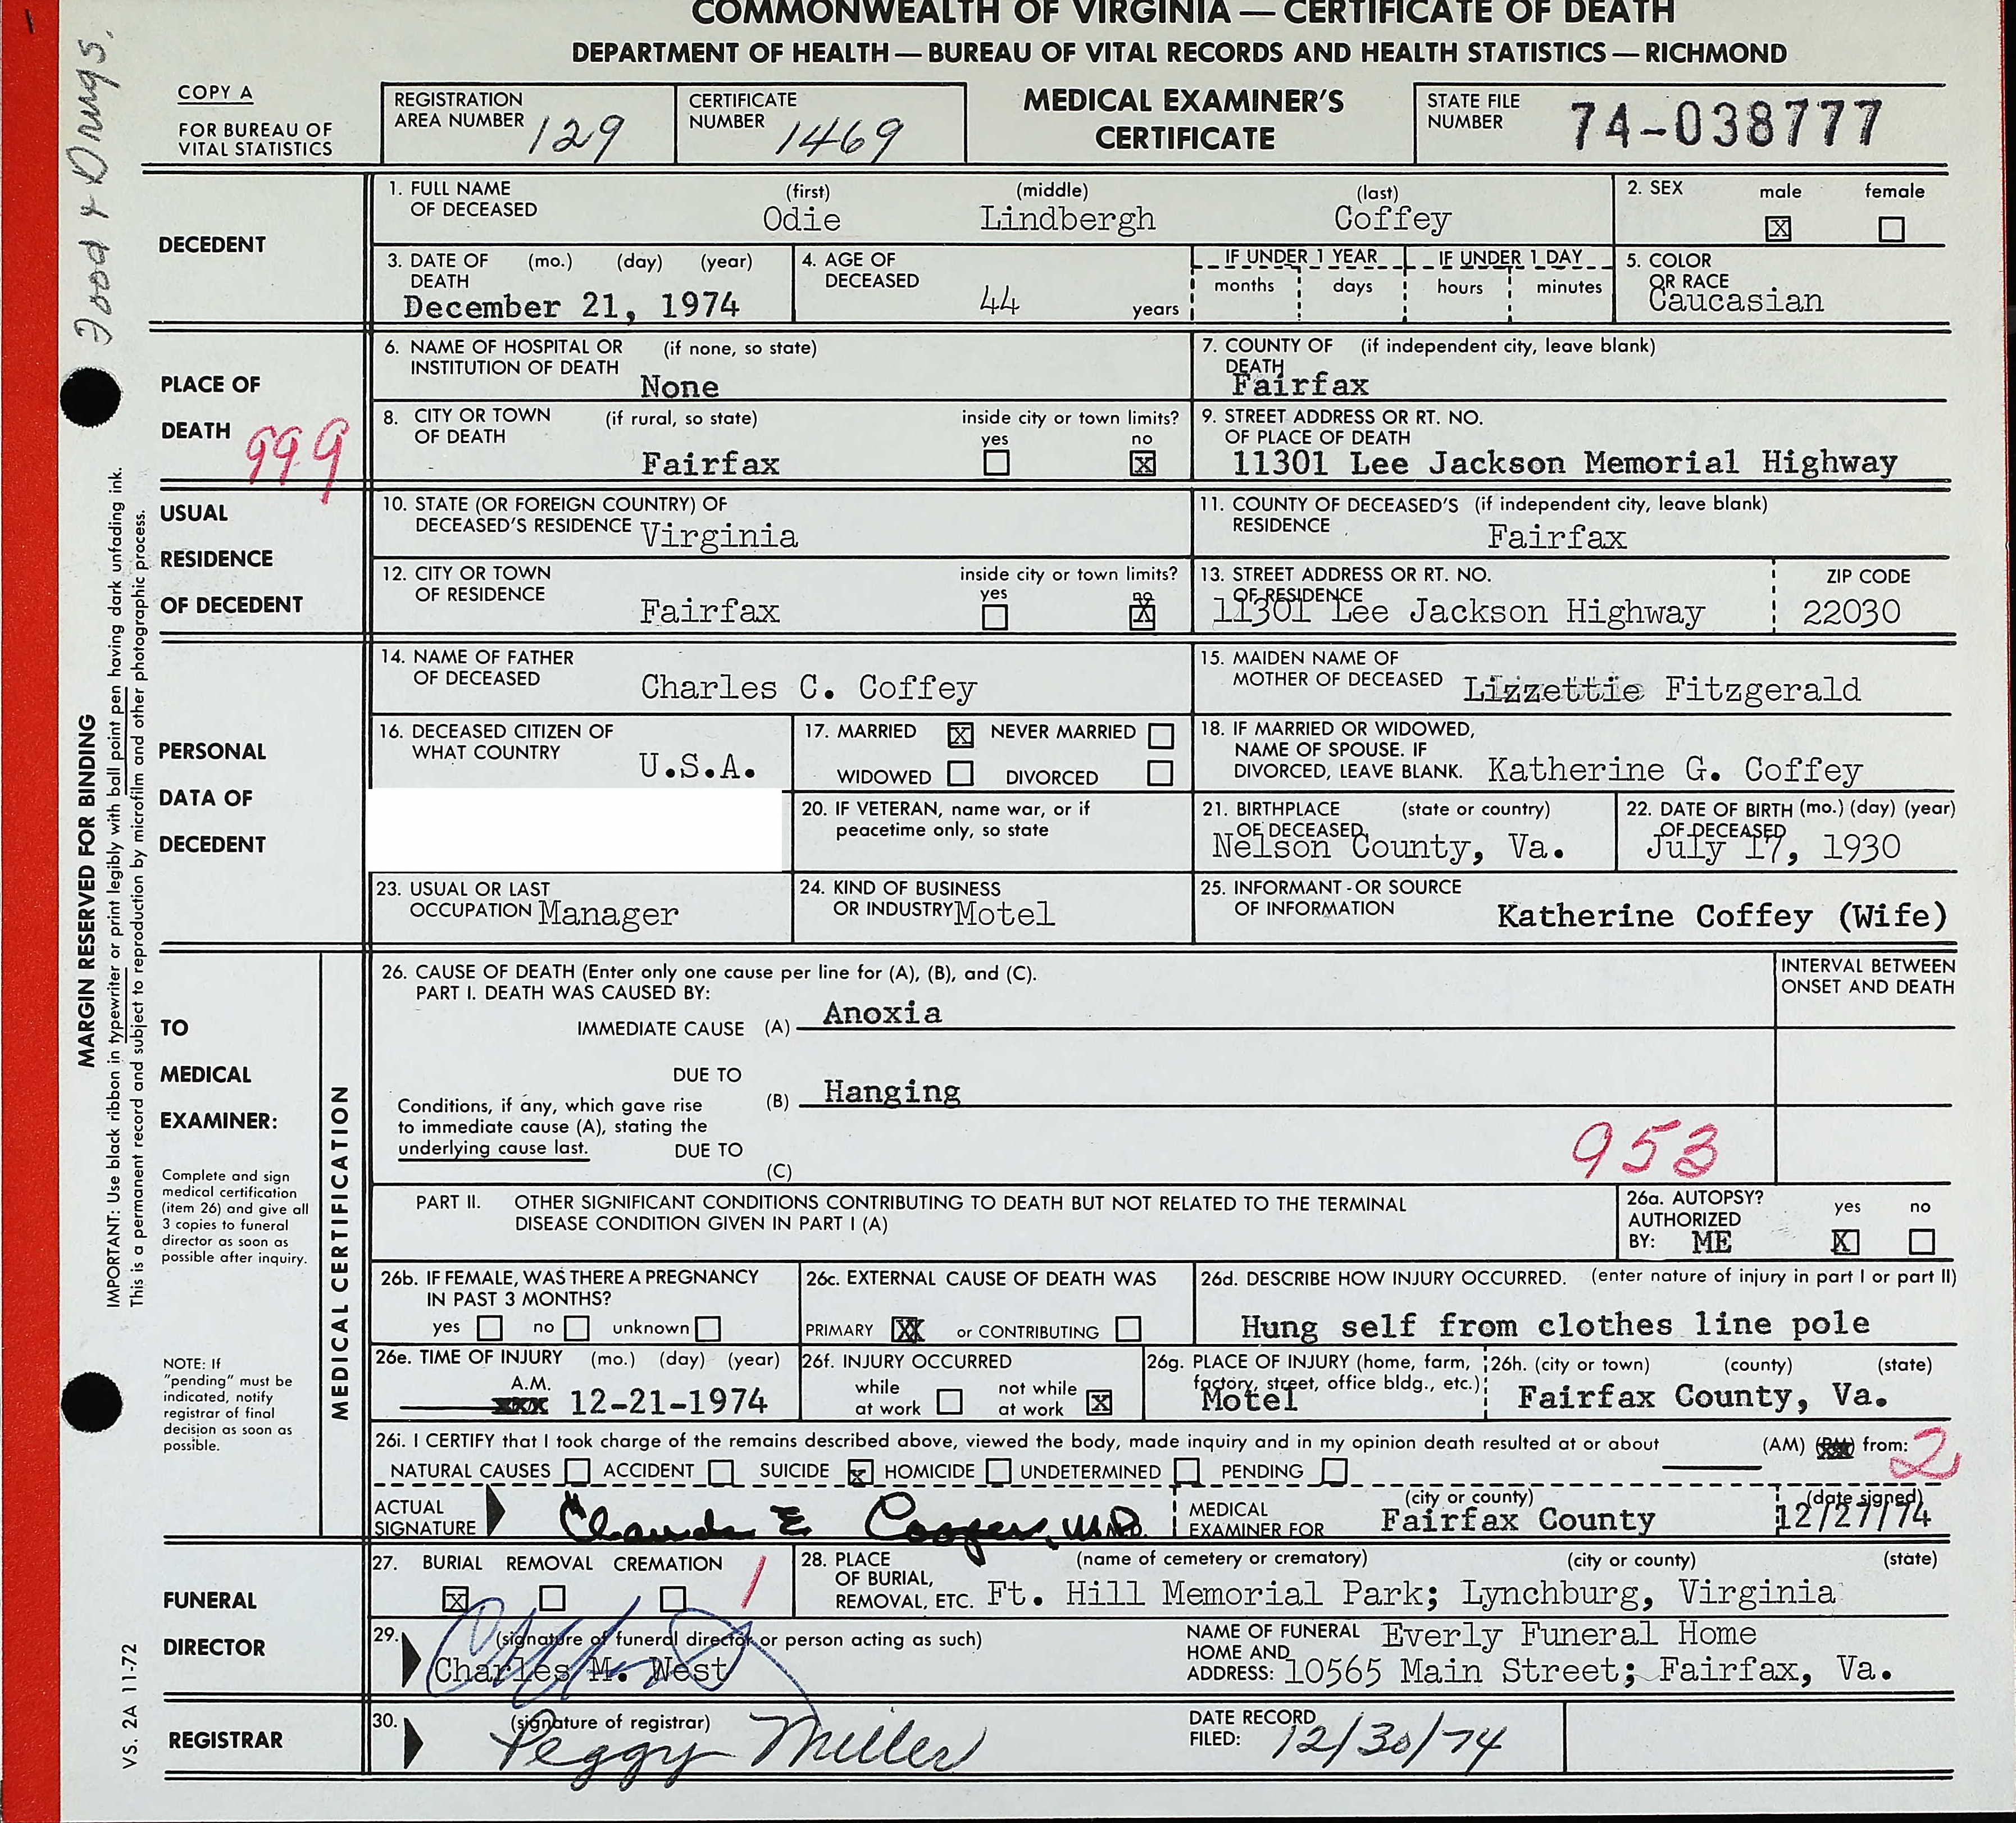 COMMONWEALTH OF VIRGINIA — CERTIFICATE OF DEATH
DEPARTMENT OF HEALTH — BUREAU OF VITAL RECORDS AND HEALTH STATISTICS — RICHMOND
COPY A
FOR BUREAU OF
VITAL STATISTICS
REGISTRATION
AREA NUMBER 129
CERTIFICATE
NUMBER 1469
MEDICAL EXAMINER'S
CERTIFICATE
STATE FILE
NUMBER 74-038777
Food & Drugs.
MARGIN RESERVED FOR BINDING
IMPORTANT: Use black ribbon in typewriter or print legibly with ball point pen having dark unfading ink.
This is a permanent record and subject to reproduction by microfilm and other photographic process.
VS. 2A 11-72
DECEDENT
1. FULL NAME (first) (middle) (last)
OF DECEASED Odie Lindbergh Coffey
2. SEX male female
X
3. DATE OF (mo.) (day) (year)
DEATH
December 21, 1974
4. AGE OF
DECEASED 44 years
IF UNDER 1 YEAR IF UNDER 1 DAY
months days hours minutes
5. COLOR
OR RACE
Caucasian
PLACE OF
DEATH 999
6. NAME OF HOSPITAL OR (if none, so state)
INSTITUTION OF DEATH None
7. COUNTY OF (if independent city, leave blank)
DEATH
Fairfax
8. CITY OR TOWN (if rural, so state) inside city or town limits?
OF DEATH yes no
Fairfax X
9. STREET ADDRESS OR RT. NO.
OF PLACE OF DEATH
11301 Lee Jackson Memorial Highway
USUAL
RESIDENCE
OF DECEDENT
10. STATE (OR FOREIGN COUNTRY) OF
DECEASED'S RESIDENCE Virginia
11. COUNTY OF DECEASED'S (if independent city, leave blank)
RESIDENCE Fairfax
12. CITY OR TOWN inside city or town limits?
OF RESIDENCE yes no
Fairfax X
13. STREET ADDRESS OR RT. NO. ZIP CODE
OF RESIDENCE
11301 Lee Jackson Highway 22030
PERSONAL
DATA OF
DECEDENT
14. NAME OF FATHER
OF DECEASED Charles C. Coffey
15. MAIDEN NAME OF
MOTHER OF DECEASED Lizzettie Fitzgerald
16. DECEASED CITIZEN OF
WHAT COUNTRY U.S.A.
17. MARRIED X NEVER MARRIED
WIDOWED DIVORCED
18. IF MARRIED OR WIDOWED,
NAME OF SPOUSE. IF
DIVORCED, LEAVE BLANK. Katherine G. Coffey
20. IF VETERAN, name war, or if
peacetime only, so state
21. BIRTHPLACE (state or country)
OF DECEASED
Nelson County, Va.
22. DATE OF BIRTH (mo.) (day) (year)
OF DECEASED
July 17, 1930
23. USUAL OR LAST
OCCUPATION Manager
24. KIND OF BUSINESS
OR INDUSTRY Motel
25. INFORMANT - OR SOURCE
OF INFORMATION Katherine Coffey (Wife)
TO
MEDICAL
EXAMINER:
Complete and sign
medical certification
(item 26) and give all
3 copies to funeral
director as soon as
possible after inquiry.
NOTE: If
"pending" must be
indicated, notify
registrar of final
decision as soon as
possible.
MEDICAL CERTIFICATION
26. CAUSE OF DEATH (Enter only one cause per line for (A), (B), and (C).
PART I. DEATH WAS CAUSED BY:
INTERVAL BETWEEN
ONSET AND DEATH
IMMEDIATE CAUSE (A) Anoxia
DUE TO
(B) Hanging
Conditions, if any, which gave rise
to immediate cause (A), stating the
underlying cause last. DUE TO
(C)
953
PART II. OTHER SIGNIFICANT CONDITIONS CONTRIBUTING TO DEATH BUT NOT RELATED TO THE TERMINAL
DISEASE CONDITION GIVEN IN PART I (A)
26a. AUTOPSY? yes no
AUTHORIZED
BY: ME X
26b. IF FEMALE, WAS THERE A PREGNANCY
IN PAST 3 MONTHS?
yes no unknown
26c. EXTERNAL CAUSE OF DEATH WAS
PRIMARY XX or CONTRIBUTING
26d. DESCRIBE HOW INJURY OCCURRED. (enter nature of injury in part I or part II)
Hung self from clothes line pole
26e. TIME OF INJURY (mo.) (day) (year)
A.M.
xxx 12-21-1974
26f. INJURY OCCURRED
while not while
at work at work X
26g. PLACE OF INJURY (home, farm,
factory, street, office bldg., etc.)
Motel
26h. (city or town) (county) (state)
Fairfax County, Va.
26i. I CERTIFY that I took charge of the remains described above, viewed the body, made inquiry and in my opinion death resulted at or about (AM) from: 2
NATURAL CAUSES ACCIDENT SUICIDE X HOMICIDE UNDETERMINED PENDING
ACTUAL
SIGNATURE Claude E Cooper, M.D.
MEDICAL
EXAMINER FOR (city or county)
Fairfax County
(date signed)
12/27/74
FUNERAL
DIRECTOR
27. BURIAL REMOVAL CREMATION 1
X
28. PLACE (name of cemetery or crematory) (city or county) (state)
OF BURIAL,
REMOVAL, ETC. Ft. Hill Memorial Park; Lynchburg, Virginia
29. (signature of funeral director or person acting as such)
Charles M. West
NAME OF FUNERAL
HOME AND
ADDRESS: Everly Funeral Home
10565 Main Street; Fairfax, Va.
REGISTRAR
30. (signature of registrar)
Peggy Miller
DATE RECORD
FILED: 12/30/74